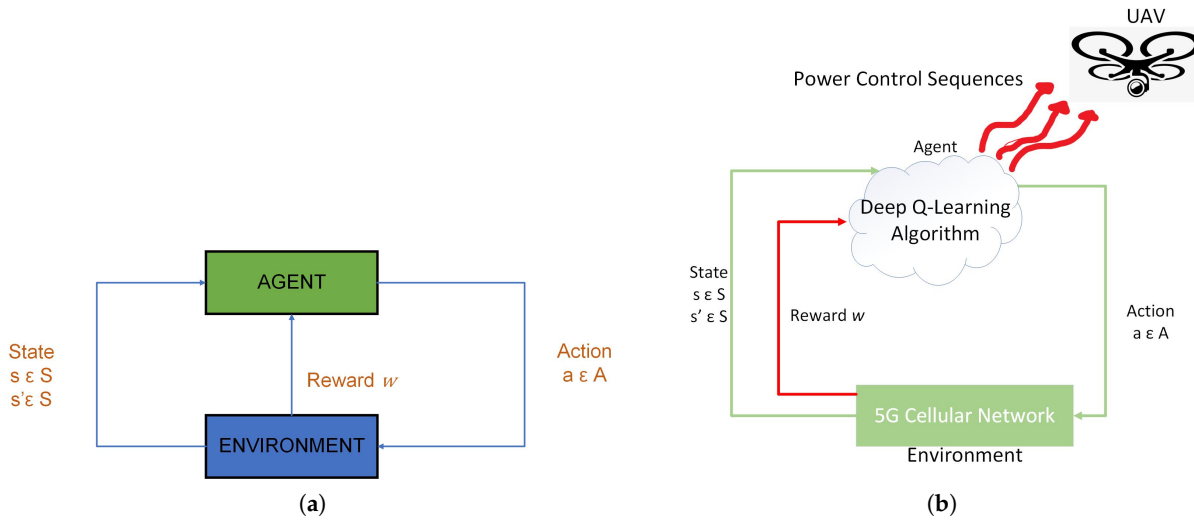 AGENT
State
s ε S
s'ε S
Reward w
Action
a ε A
ENVIRONMENT
(a)
UAV
Power Control Sequences
Agent
Deep Q-Learning
Algorithm
State
s ε S
s' ε S
Reward w
Action
a ε A
5G Cellular Network
Environment
(b)